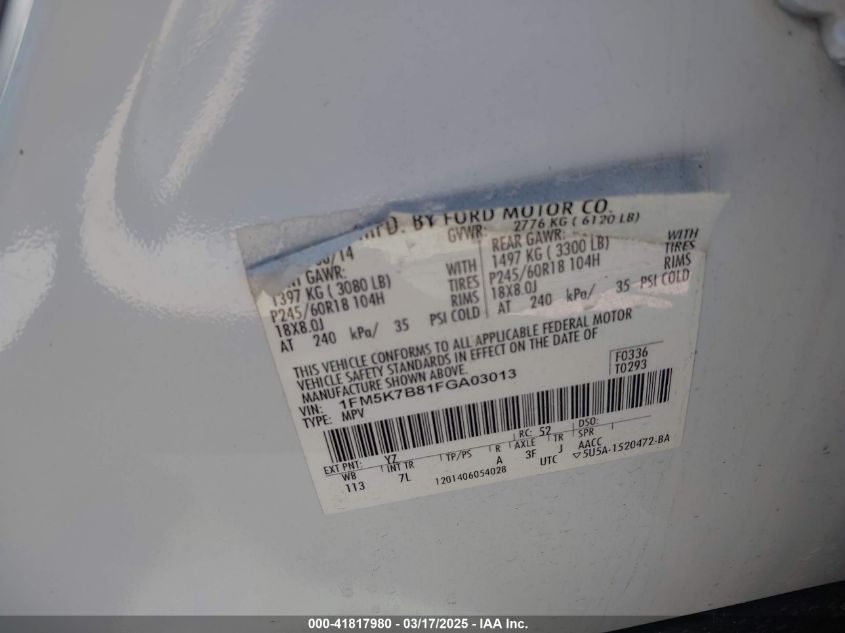 MFD. BY FORD MOTOR CO.
GVWR: 2776 KG ( 6120 LB)
/14
GAWR:
1397 KG ( 3080 LB) WITH
P245/60R18 104H TIRES
18X8.0J RIMS
AT 240 kPa/ 35 PSI COLD
REAR GAWR: WITH
1497 KG ( 3300 LB) TIRES
P245/60R18 104H RIMS
18X8.0J
AT 240 kPa/ 35 PSI COLD
THIS VEHICLE CONFORMS TO ALL APPLICABLE FEDERAL MOTOR
VEHICLE SAFETY STANDARDS IN EFFECT ON THE DATE OF
MANUFACTURE SHOWN ABOVE.
VIN: 1FM5K7B81FGA03013
TYPE: MPV
F0336
T0293
EXT PNT: YZ RC: 52 DSO:
WB INT TR TP/PS R AXLE TR SPR
113 7L A 3F J AACC
1201406054028 UTC ▽5U5A-1520472-BA
000-41817980 - 03/17/2025 - IAA Inc.